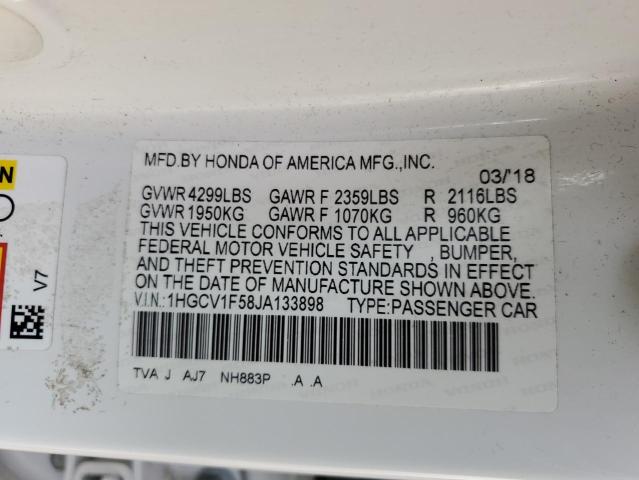 MFD.BY HONDA OF AMERICA MFG.,INC.
03/'18
GVWR 4299LBS GAWR F 2359LBS R 2116LBS
GVWR 1950KG GAWR F 1070KG R 960KG
THIS VEHICLE CONFORMS TO ALL APPLICABLE
FEDERAL MOTOR VEHICLE SAFETY , BUMPER,
AND THEFT PREVENTION STANDARDS IN EFFECT
ON THE DATE OF MANUFACTURE SHOWN ABOVE.
V.I.N.:1HGCV1F58JA133898 TYPE:PASSENGER CAR
TVA J AJ7 NH883P .A .A
N
V7